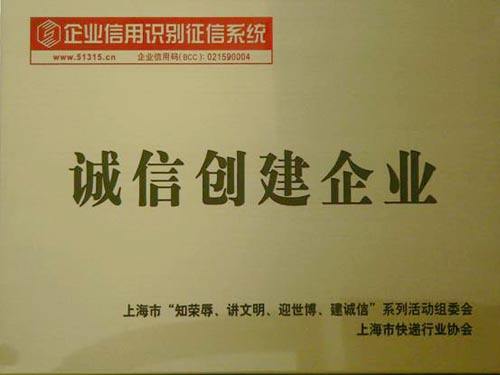 企业信用识别征信系统
www.51315.cn 企业信用码(BCC): 021590004
诚信创建企业
上海市“知荣辱、讲文明、迎世博、建诚信”系列活动组委会
上海市快递行业协会